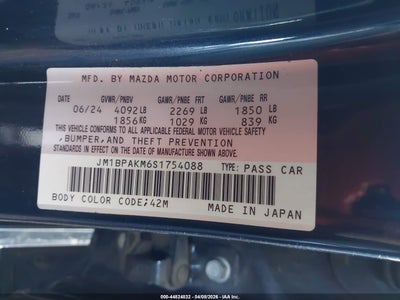 MFD. BY MAZDA MOTOR CORPORATION
GVWR/PNBV GAWR/PNBE FRT GAWR/PNBE RR
06/24 4092LB 2269 LB 1850 LB
1856KG 1029 KG 839 KG
THIS VEHICLE CONFORMS TO ALL APPLICABLE FEDERAL MOTOR VEHICLE SAFETY
,BUMPER, AND THEFT PREVENTION
STANDARDS IN EFFECT ON THE
DATE OF MANUFACTURE SHOWN ABOVE.
JM1BPAKM6S1754088 TYPE: PASS CAR
BODY COLOR CODE:42M
MADE IN JAPAN
000-44824832 - 04/08/2026 - © IAA Inc.